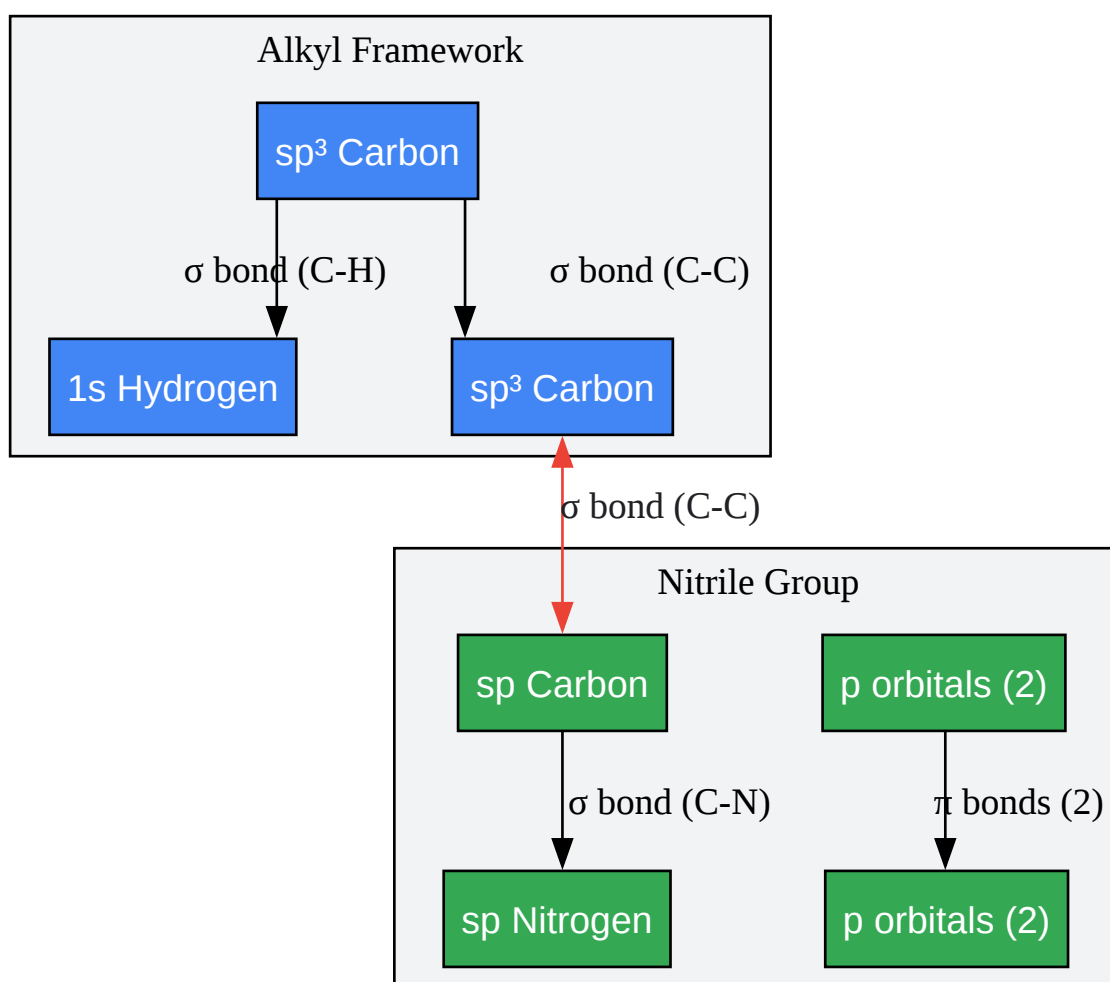 Alkyl Framework
sp³ Carbon
σ bond (C-H)
σ bond (C-C)
1s Hydrogen
sp³ Carbon
σ bond (C-C)
Nitrile Group
sp Carbon
p orbitals (2)
σ bond (C-N)
π bonds (2)
sp Nitrogen
p orbitals (2)